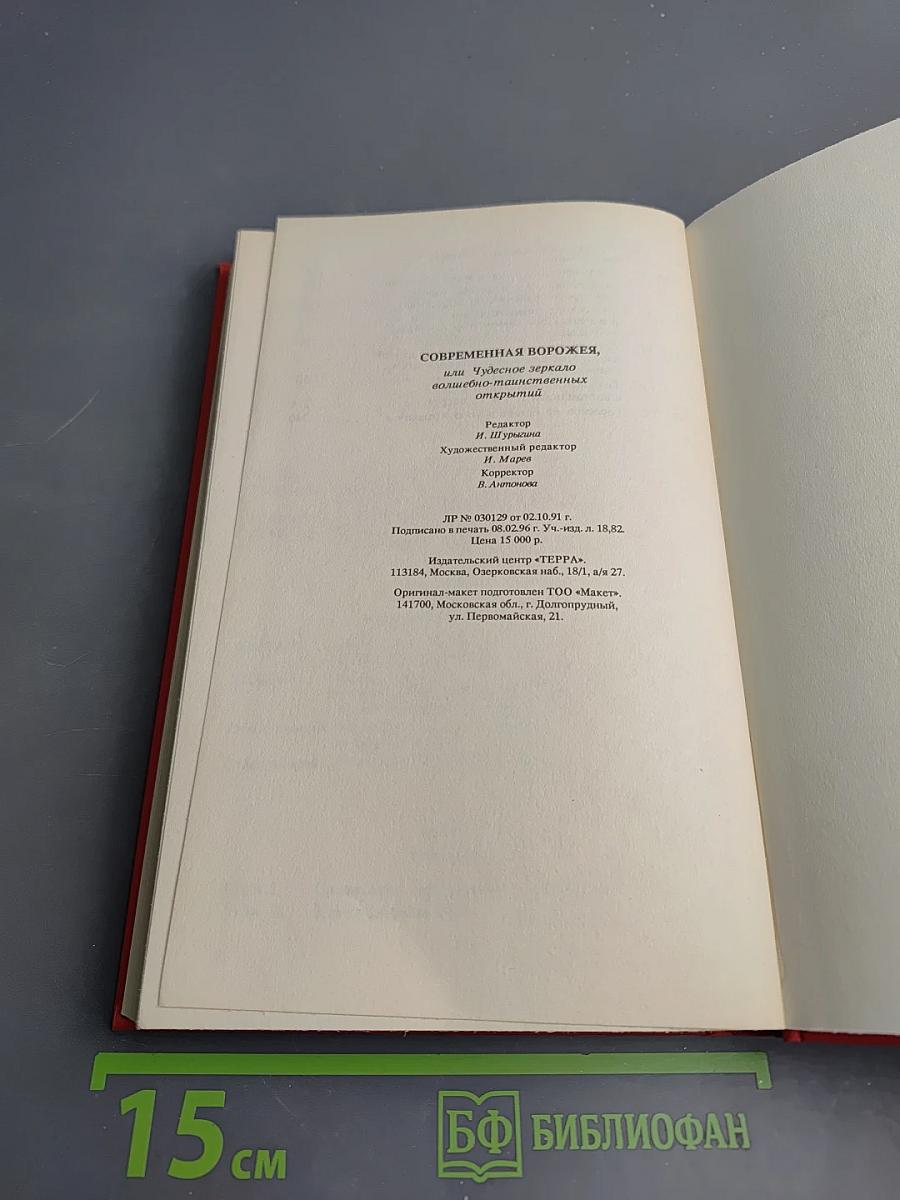 СОВРЕМЕННАЯ ВОРОЖЕЯ,
или Чудесное зеркало
волшебно-таинственных
открытий
Редактор
И. Шурыгина
Художественный редактор
И. Марев
Корректор
В. Антонова
ЛР № 030129 от 02.10.91 г.
Подписано в печать 08.02.96 г. Уч.-изд. л. 18,82.
Цена 15 000 р.
Издательский центр «ТЕРРА».
113184, Москва, Озерковская наб., 18/1, а/я 27.
Оригинал-макет подготовлен ТОО «Макет».
141700, Московская обл., г. Долгопрудный,
ул. Первомайская, 21.
15 см
БФ БИБЛИОФАН